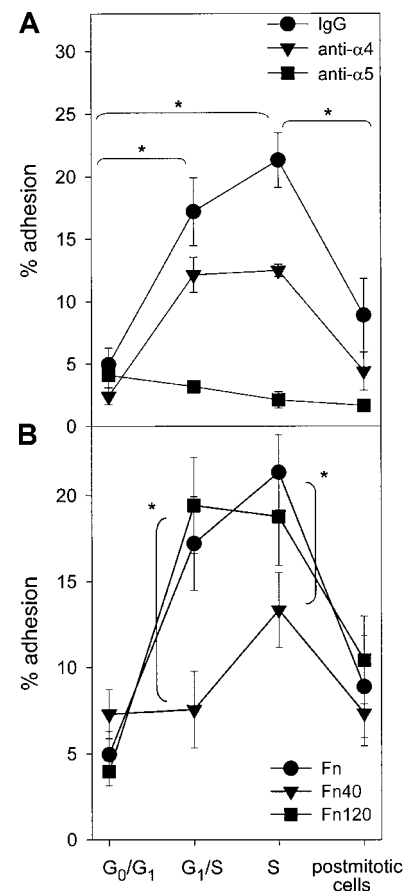 A
IgG
anti-α4
anti-α5
30
25
20
15
10
5
0
% adhesion
*
*
*
B
20
15
10
5
0
% adhesion
*
*
Fn
Fn40
Fn120
G₀/G₁ G₁/S S postmitotic
cells